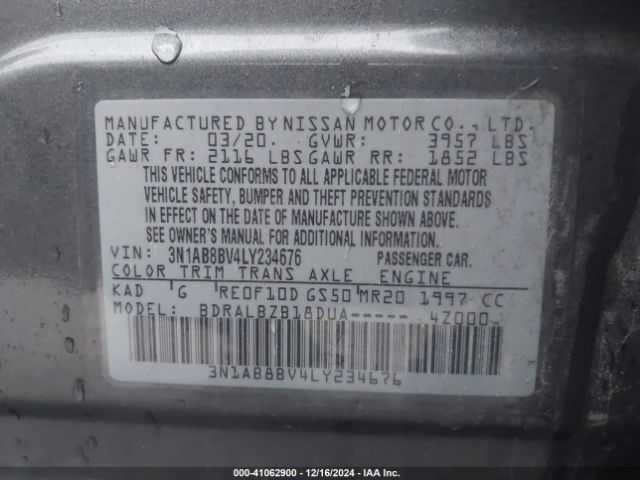 MANUFACTURED BY NISSAN MOTOR CO., LTD.
DATE: 03/20. GVWR: 3957 LBS
GAWR FR: 2116 LBS GAWR RR: 1852 LBS
THIS VEHICLE CONFORMS TO ALL APPLICABLE FEDERAL MOTOR
VEHICLE SAFETY, BUMPER AND THEFT PREVENTION STANDARDS
IN EFFECT ON THE DATE OF MANUFACTURE SHOWN ABOVE.
SEE OWNER'S MANUAL FOR ADDITIONAL INFORMATION.
VIN: 3N1AB8BV4LY234676 PASSENGER CAR.
COLOR TRIM TRANS AXLE ENGINE
KAD G RE0F10D GS50 MR20 1997 CC
MODEL: BDRALBZB18DUA----- 4Z000-
3N1AB8BV4LY234676
000-41062900 - 12/16/2024 - IAA Inc.